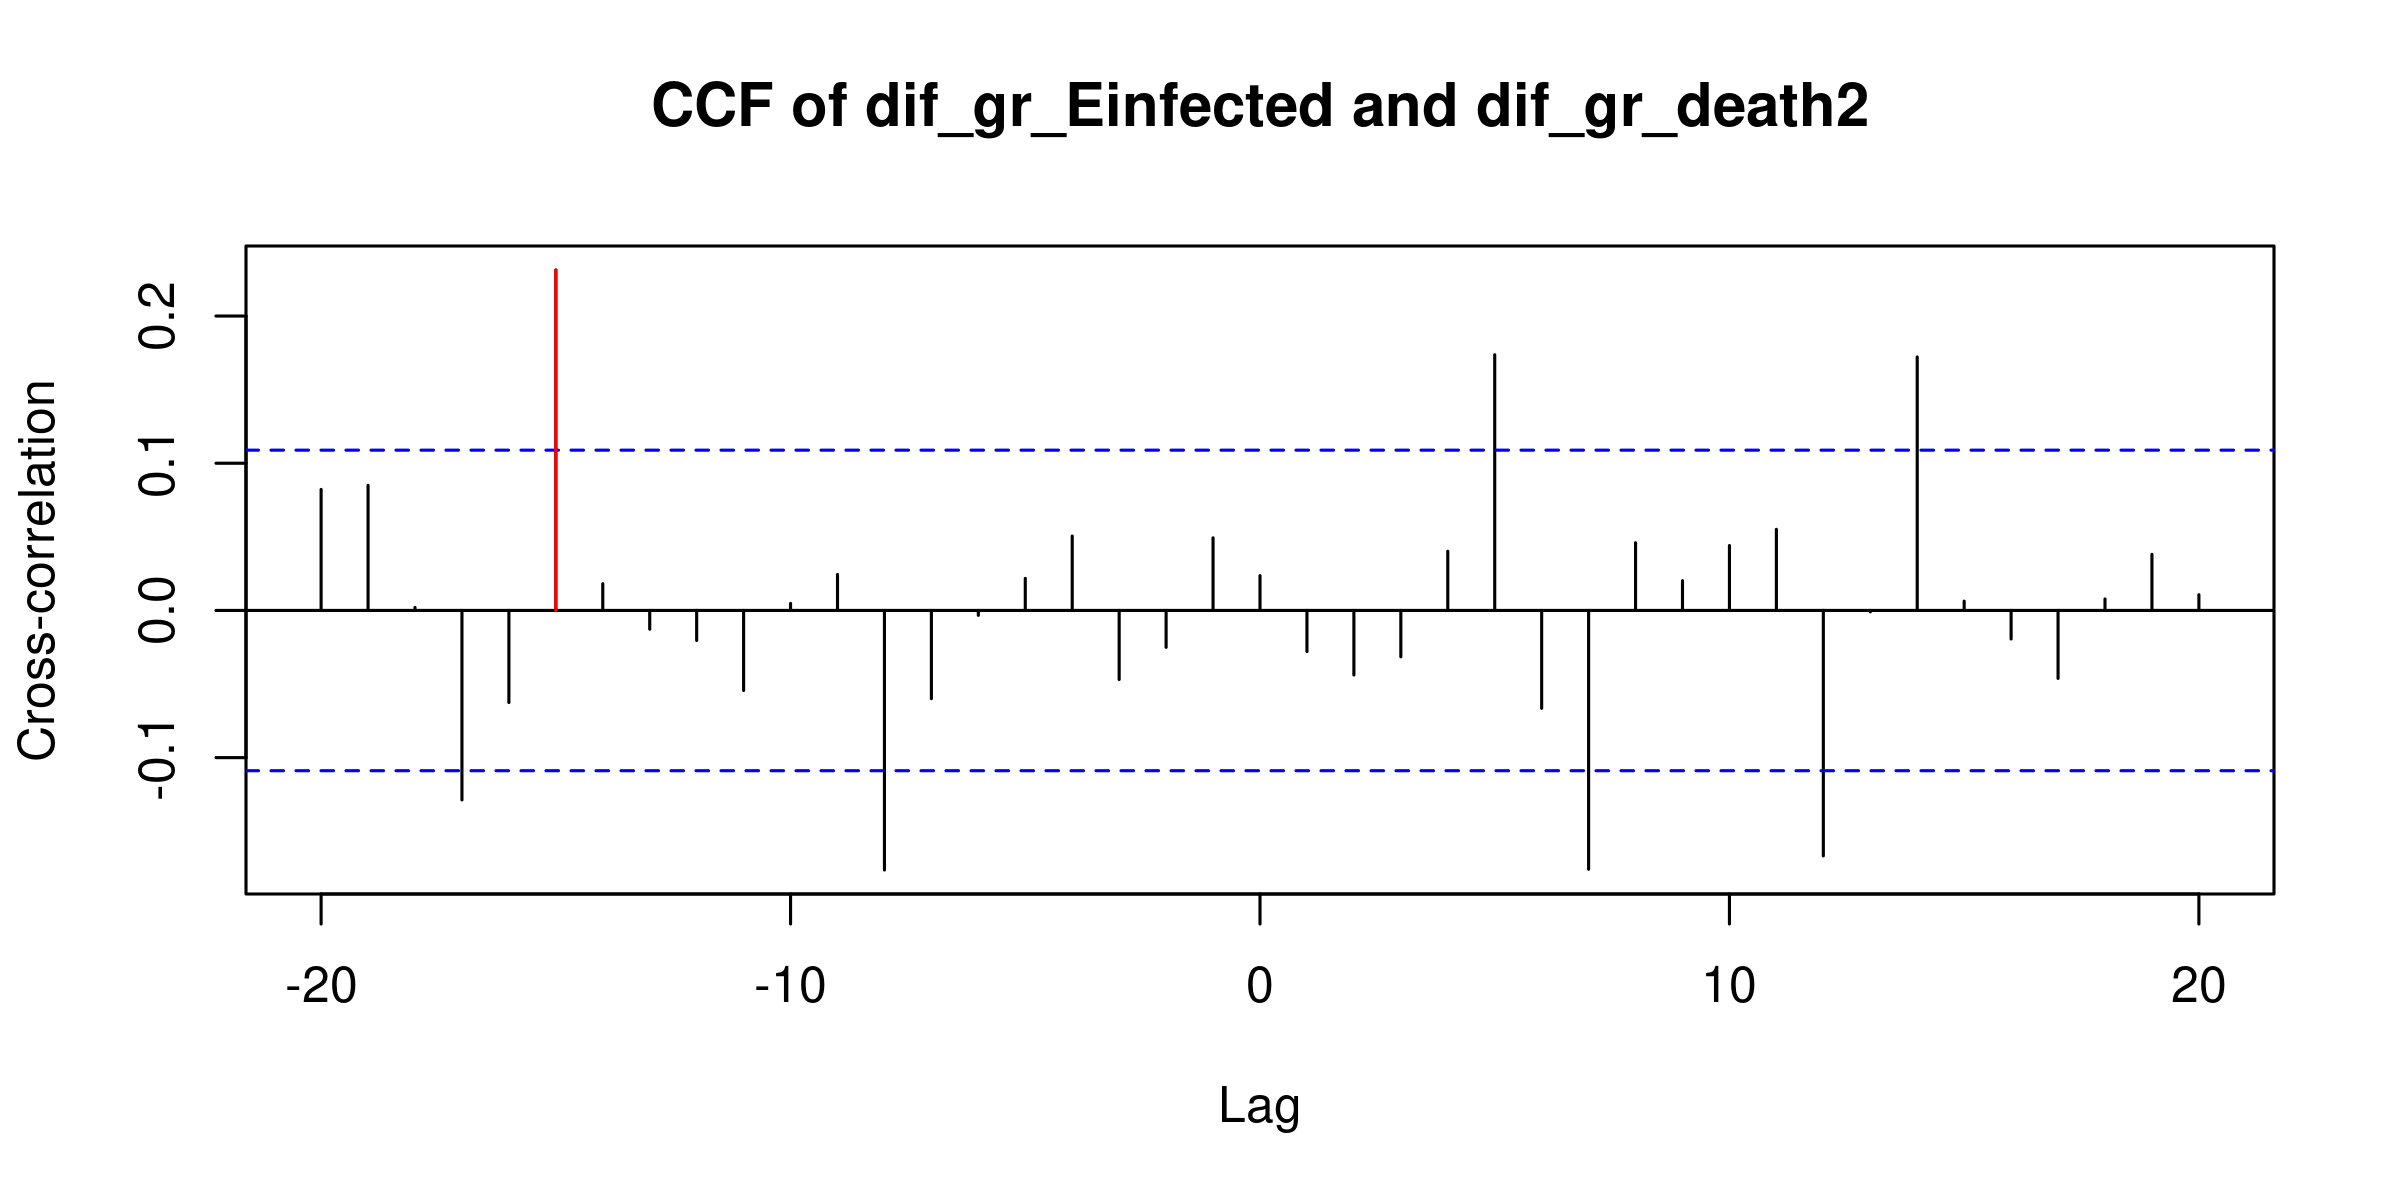 CCF of dif_gr_Einfected and dif_gr_death2
Cross-correlation
0.2
0.1
0.0
-0.1
-20 -10 0 10 20
Lag